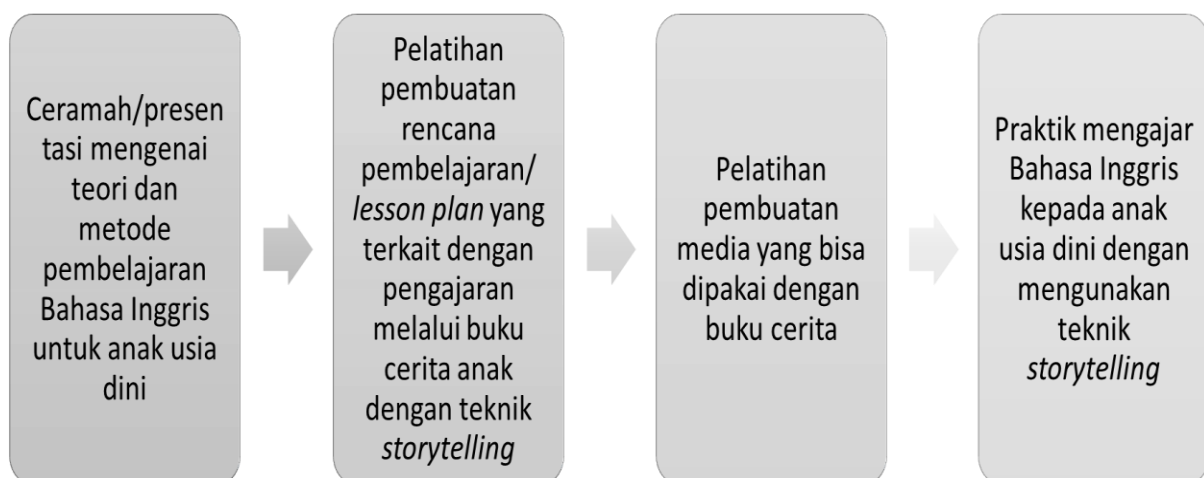 Ceramah/presen
tasi mengenai
teori dan
metode
pembelajaran
Bahasa Inggris
untuk anak usia
dini
Pelatihan
pembuatan
rencana
pembelajaran/
lesson plan yang
terkait dengan
pengajaran
melalui buku
cerita anak
dengan teknik
storytelling
Pelatihan
pembuatan
media yang bisa
dipakai dengan
buku cerita
Praktik mengajar
Bahasa Inggris
kepada anak
usia dini dengan
mengunakan
teknik
storytelling